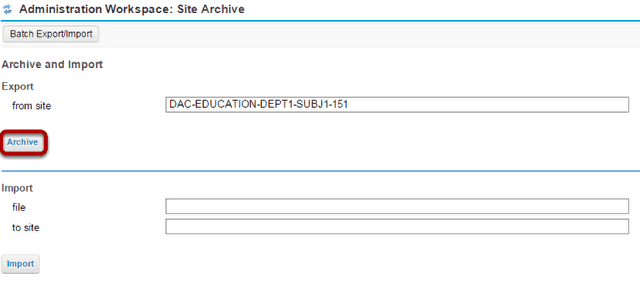 Administration Workspace: Site Archive
Batch Export/Import
Archive and Import
Export
from site DAC-EDUCATION-DEPT1-SUBJ1-151
Archive
Import
file
to site
Import